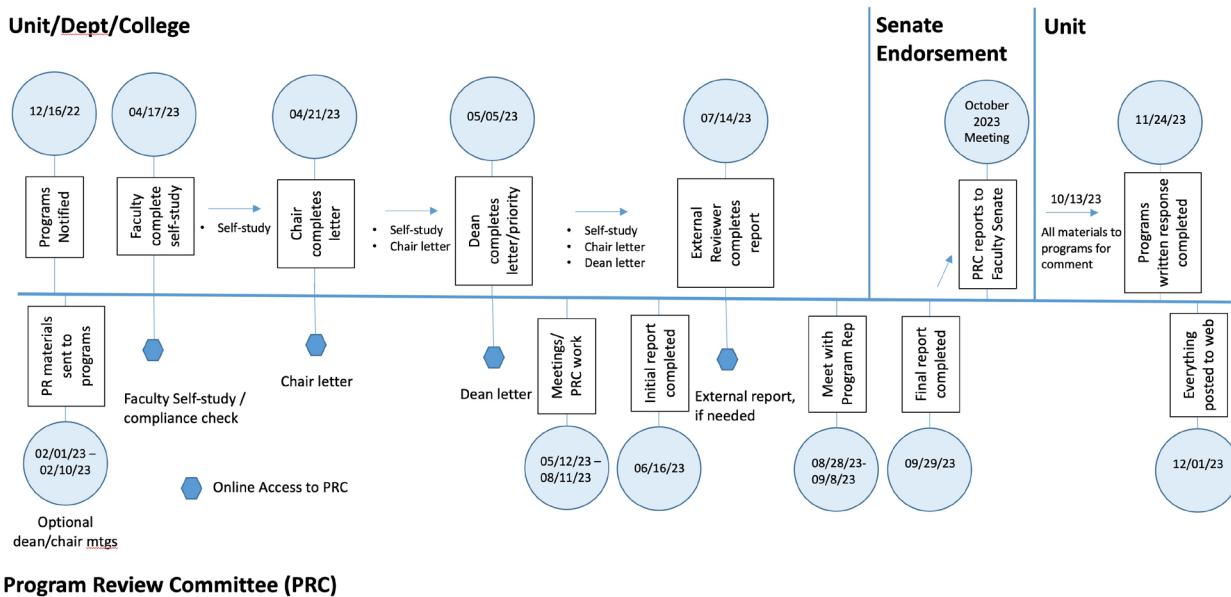 Unit/Dept/College
Senate
Endorsement
Unit
12/16/22
04/17/23
04/21/23
05/05/23
07/14/23
October
2023
Meeting
11/24/23
Programs
Notified
Faculty
complete
self-study
• Self-study
Chair
completes
letter
• Self-study
• Chair letter
Dean
completes
letter/priority
• Self-study
• Chair letter
• Dean letter
External
Reviewer
completes
report
PRC reports to
Faculty Senate
10/13/23
All materials to
programs for
comment
Programs
written response
completed
PR materials
sent to
programs
Faculty Self-study /
compliance check
Chair letter
Dean letter
Meetings/
PRC work
Initial report
completed
External report,
if needed
Meet with
Program Rep
Final report
completed
Everything
posted to web
02/01/23 –
02/10/23
05/12/23 –
08/11/23
06/16/23
08/28/23-
09/8/23
09/29/23
12/01/23
Online Access to PRC
Optional
dean/chair mtgs
Program Review Committee (PRC)